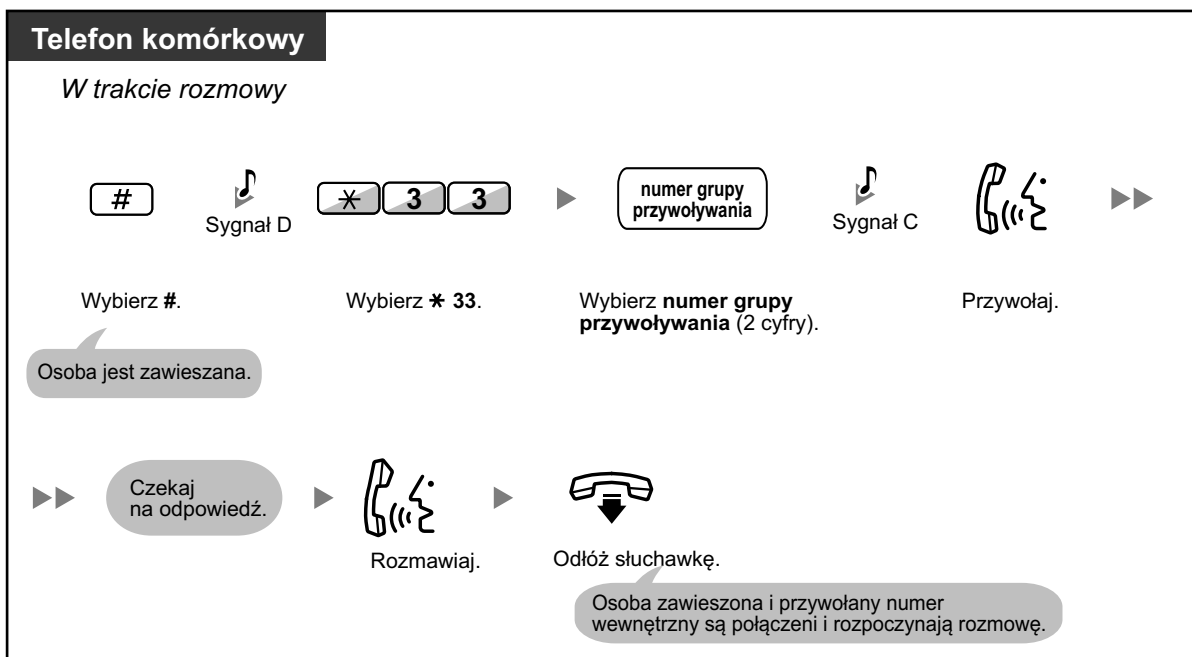 Telefon komórkowy
W trakcie rozmowy
#
Sygnał D
* 3 3
numer grupy
przywoływania
Sygnał C
Wybierz #.
Wybierz * 33.
Wybierz numer grupy
przywoływania (2 cyfry).
Przywołaj.
Osoba jest zawieszana.
Czekaj
na odpowiedź.
Rozmawiaj.
Odłóż słuchawkę.
Osoba zawieszona i przywołany numer
wewnętrzny są połączeni i rozpoczynają rozmowę.